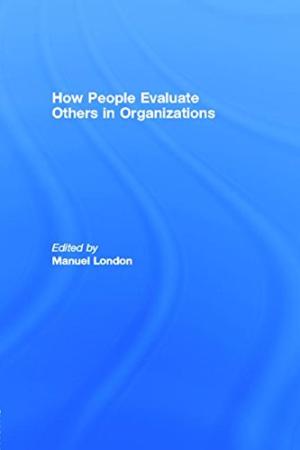 How People Evaluate
Others in Organizations
Edited by
Manuel London